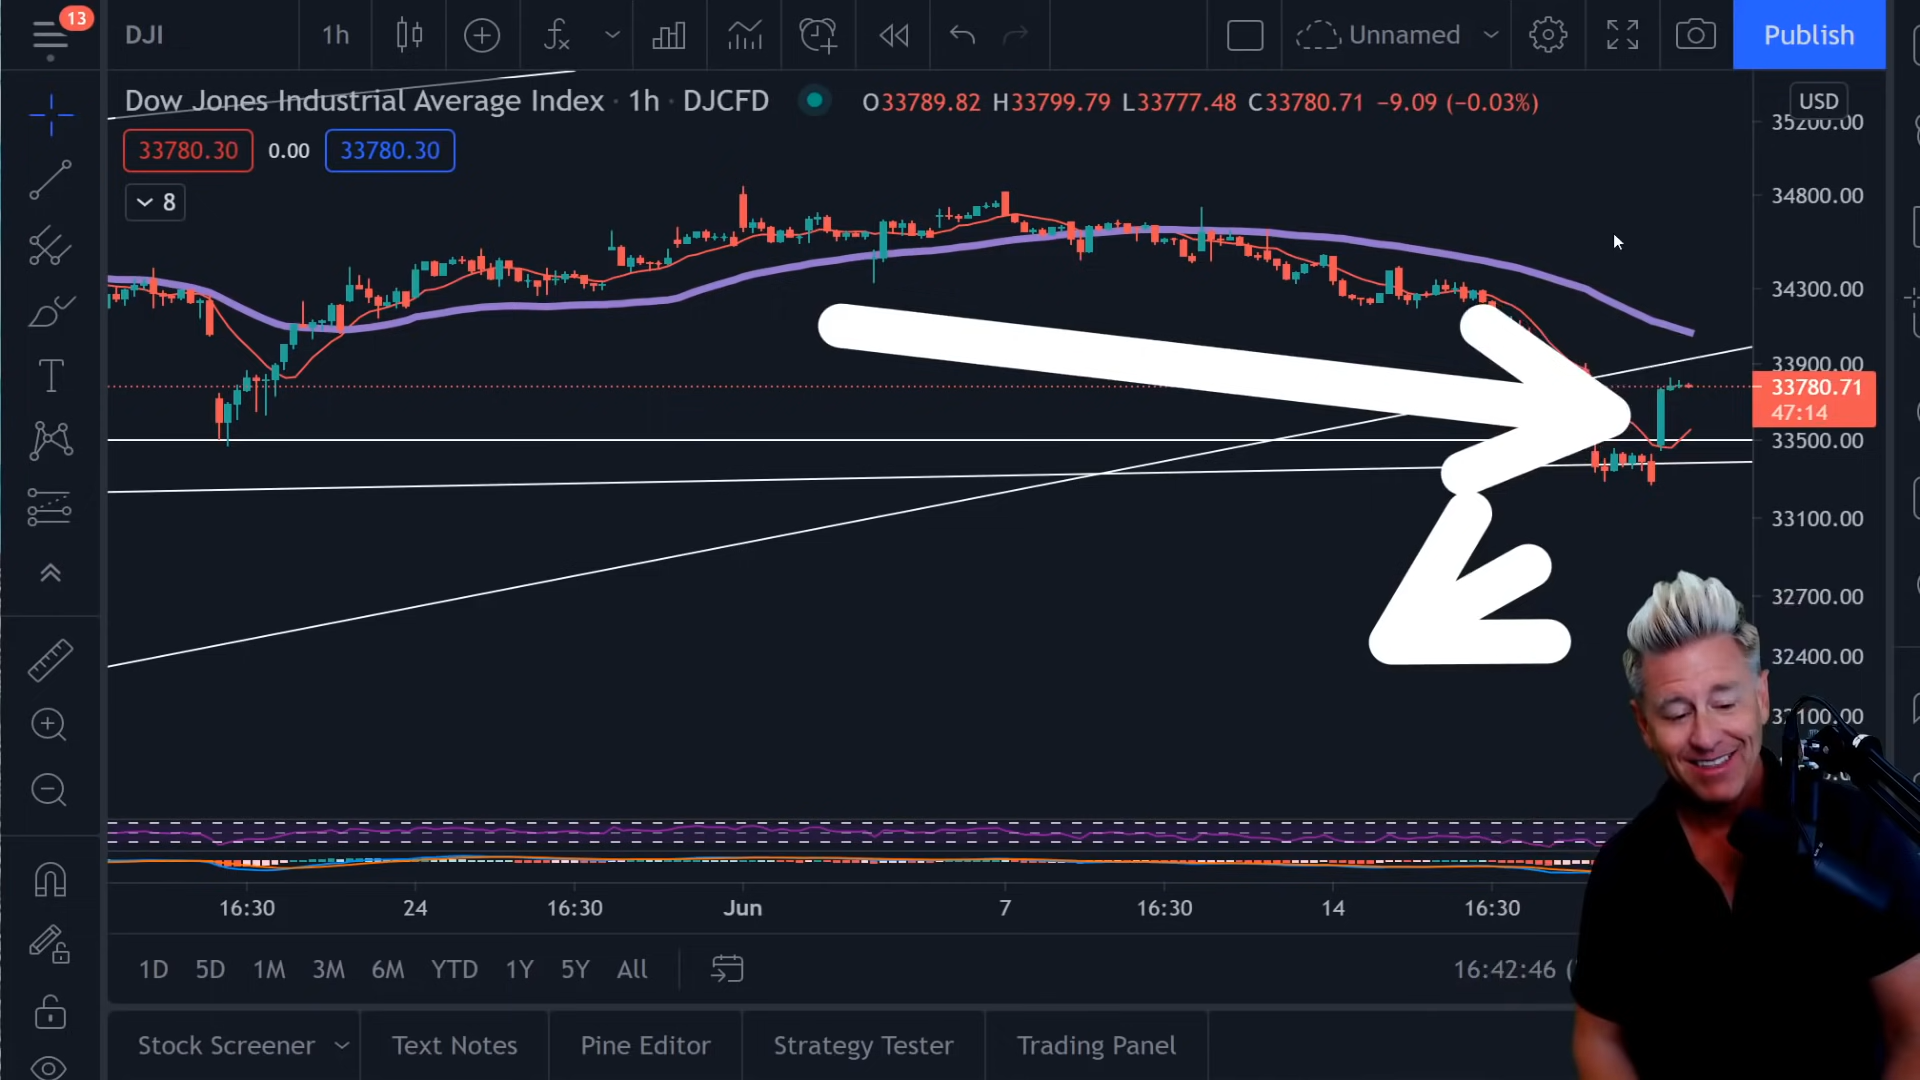 13
DJI
1h
Unnamed
Publish
Dow Jones Industrial Average Index · 1h · DJCFD
O33789.82 H33799.79 L33777.48 C33780.71 −9.09 (−0.03%)
USD
33780.30 0.00 33780.30
8
35200.00
34800.00
34300.00
33900.00
33780.71
47:14
33500.00
33100.00
32700.00
32400.00
32100.00
16:30 24 16:30 Jun 7 16:30 14 16:30
1D 5D 1M 3M 6M YTD 1Y 5Y All
16:42:46 (
Stock Screener Text Notes Pine Editor Strategy Tester Trading Panel